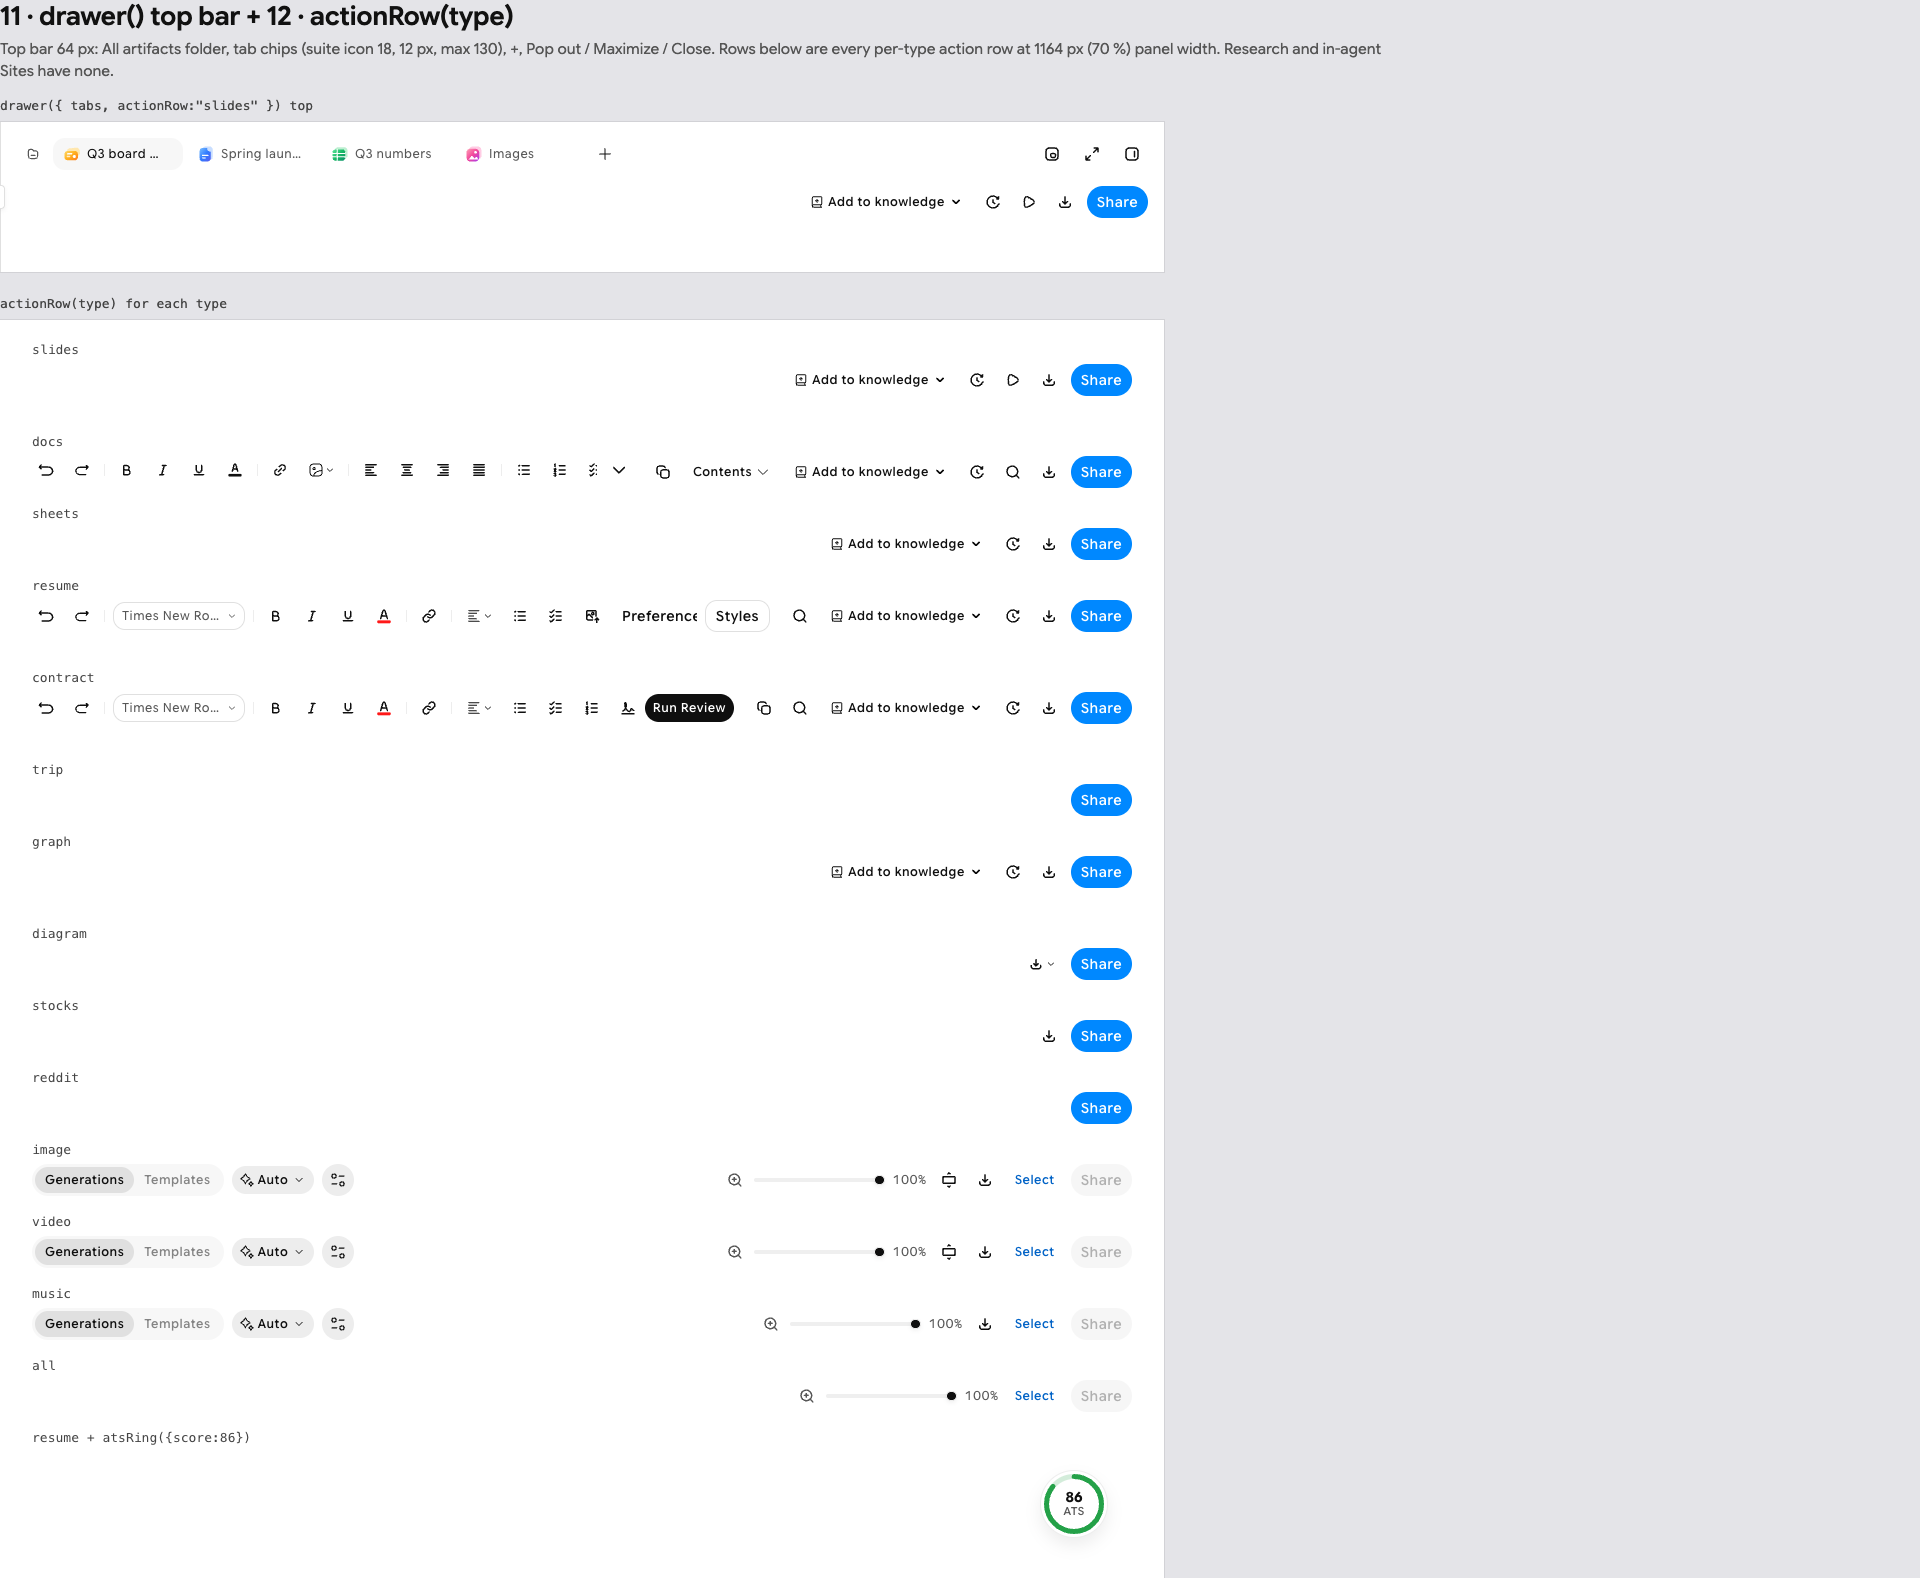 11 · drawer() top bar + 12 · actionRow(type)
Top bar 64 px: All artifacts folder, tab chips (suite icon 18, 12 px, max 130), +, Pop out / Maximize / Close. Rows below are every per-type action row at 1164 px (70 %) panel width. Research and in-agent
Sites have none.
drawer({ tabs, actionRow:"slides" }) top
Q3 board ... Spring laun... Q3 numbers Images
Add to knowledge Share
actionRow(type) for each type
slides
Add to knowledge Share
docs
B I U A Contents Add to knowledge Share
sheets
Add to knowledge Share
resume
Times New Ro... B I U A Preference Styles Add to knowledge Share
contract
Times New Ro... B I U A Run Review Add to knowledge Share
trip
Share
graph
Add to knowledge Share
diagram
Share
stocks
Share
reddit
Share
image
Generations Templates Auto 100% Select Share
video
Generations Templates Auto 100% Select Share
music
Generations Templates Auto 100% Select Share
all
100% Select Share
resume + atsRing({score:86})
86
ATS